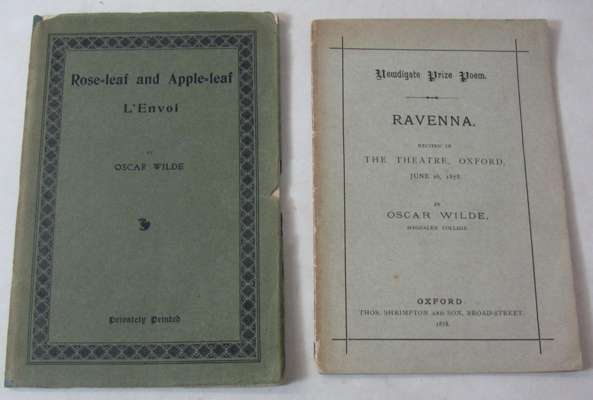 Rose-leaf and Apple-leaf
L'Envoi
BY
OSCAR WILDE
Privately Printed
Newdigate Prize Poem.
RAVENNA.
RECITED IN
THE THEATRE, OXFORD,
JUNE 26, 1878.
BY
OSCAR WILDE,
MAGDALEN COLLEGE.
OXFORD:
THOS. SHRIMPTON AND SON, BROAD-STREET.
1878.